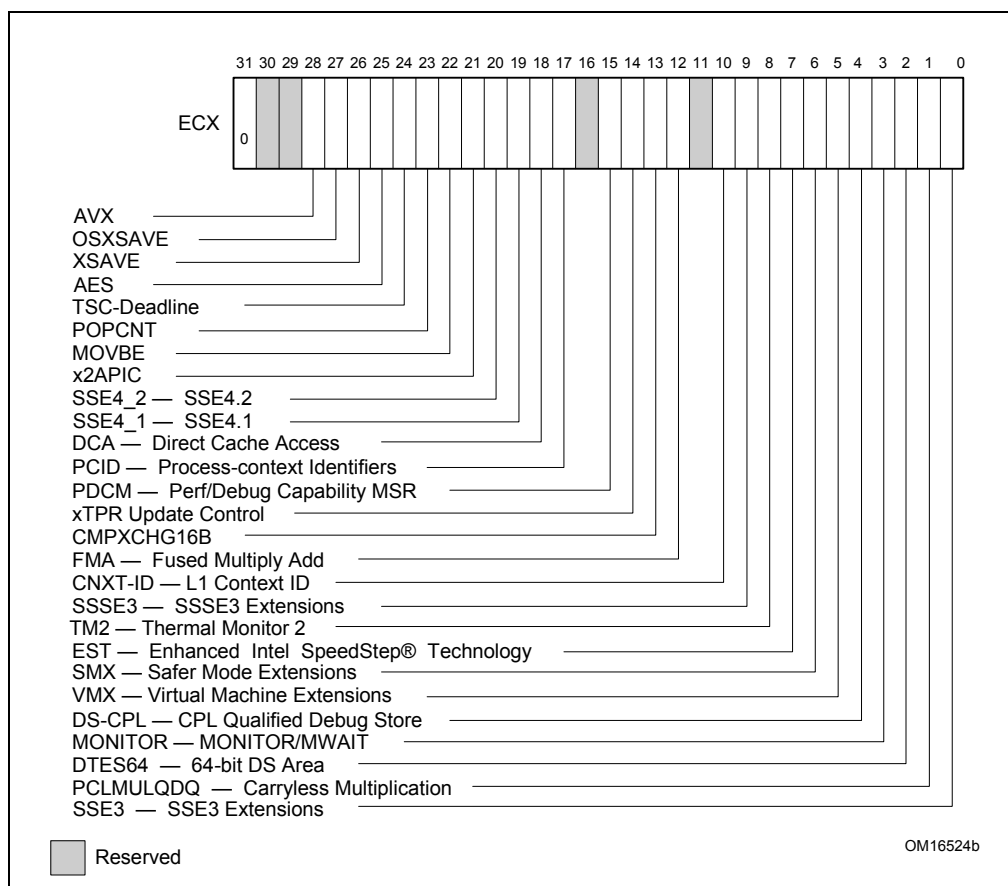 31 30 29 28 27 26 25 24 23 22 21 20 19 18 17 16 15 14 13 12 11 10 9 8 7 6 5 4 3 2 1 0
ECX
0
AVX
OSXSAVE
XSAVE
AES
TSC-Deadline
POPCNT
MOVBE
x2APIC
SSE4_2 — SSE4.2
SSE4_1 — SSE4.1
DCA — Direct Cache Access
PCID — Process-context Identifiers
PDCM — Perf/Debug Capability MSR
xTPR Update Control
CMPXCHG16B
FMA — Fused Multiply Add
CNXT-ID — L1 Context ID
SSSE3 — SSSE3 Extensions
TM2 — Thermal Monitor 2
EST — Enhanced Intel SpeedStep® Technology
SMX — Safer Mode Extensions
VMX — Virtual Machine Extensions
DS-CPL — CPL Qualified Debug Store
MONITOR — MONITOR/MWAIT
DTES64 — 64-bit DS Area
PCLMULQDQ — Carryless Multiplication
SSE3 — SSE3 Extensions
OM16524b
Reserved